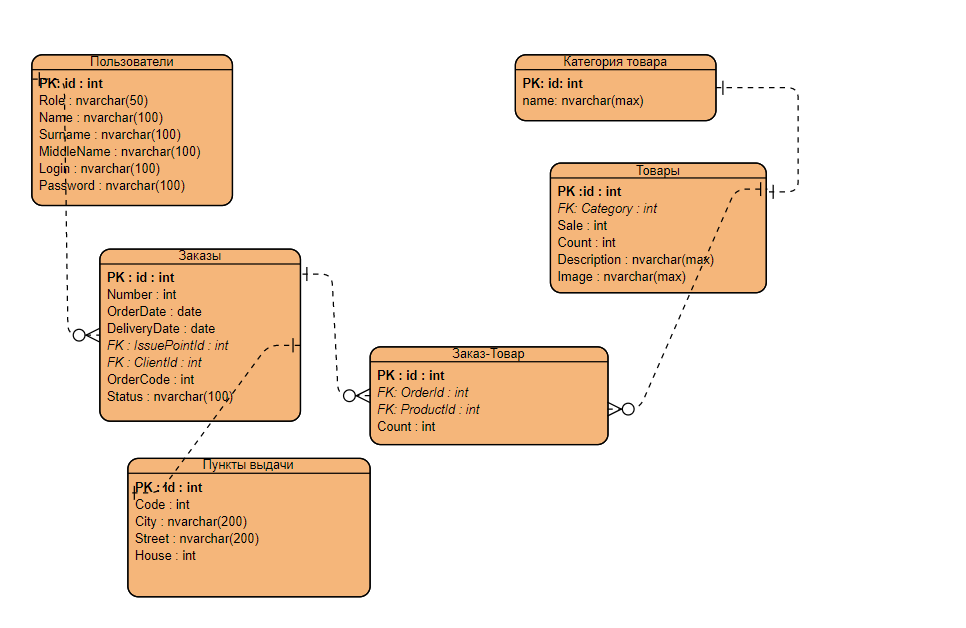 Пользователи
PK: id : int
Role : nvarchar(50)
Name : nvarchar(100)
Surname : nvarchar(100)
MiddleName : nvarchar(100)
Login : nvarchar(100)
Password : nvarchar(100)
Категория товара
PK: id: int
name: nvarchar(max)
Товары
PK :id : int
FK: Category : int
Sale : int
Count : int
Description : nvarchar(max)
Image : nvarchar(max)
Заказы
PK : id : int
Number : int
OrderDate : date
DeliveryDate : date
FK : IssuePointId : int
FK : ClientId : int
OrderCode : int
Status : nvarchar(100)
Заказ-Товар
PK : id : int
FK: OrderId : int
FK: ProductId : int
Count : int
Пункты выдачи
PK : id : int
Code : int
City : nvarchar(200)
Street : nvarchar(200)
House : int